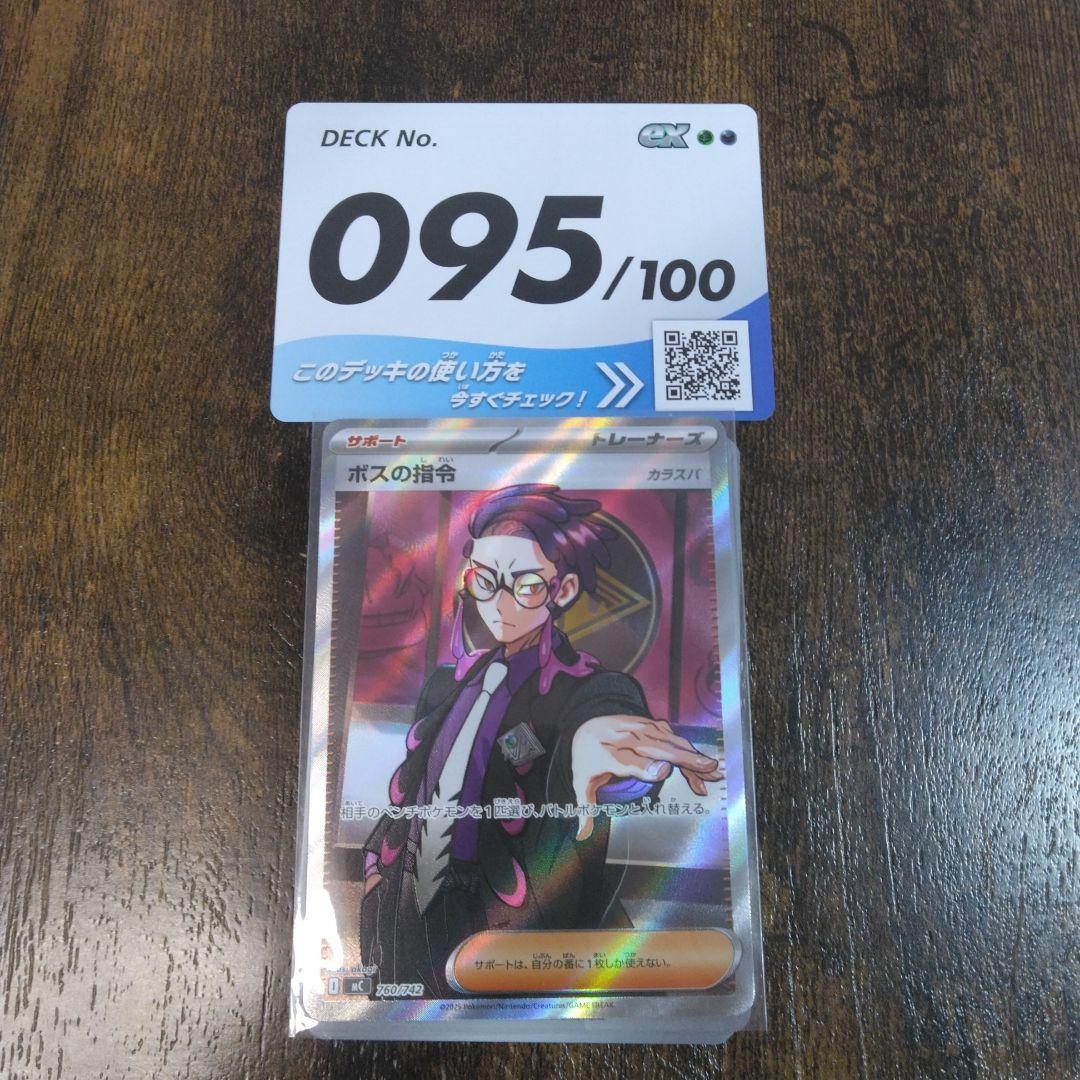 DECK No.
ex
095/100
このデッキの使い方を
今すぐチェック!
サポート トレーナーズ
ボスの指令 カラスバ
相手のベンチポケモンを1匹選び、バトルポケモンと入れ替える。
サポートは、自分の番に1枚しか使えない。
MC 760/742
©2025 Pokémon/Nintendo/Creatures/GAME FREAK.